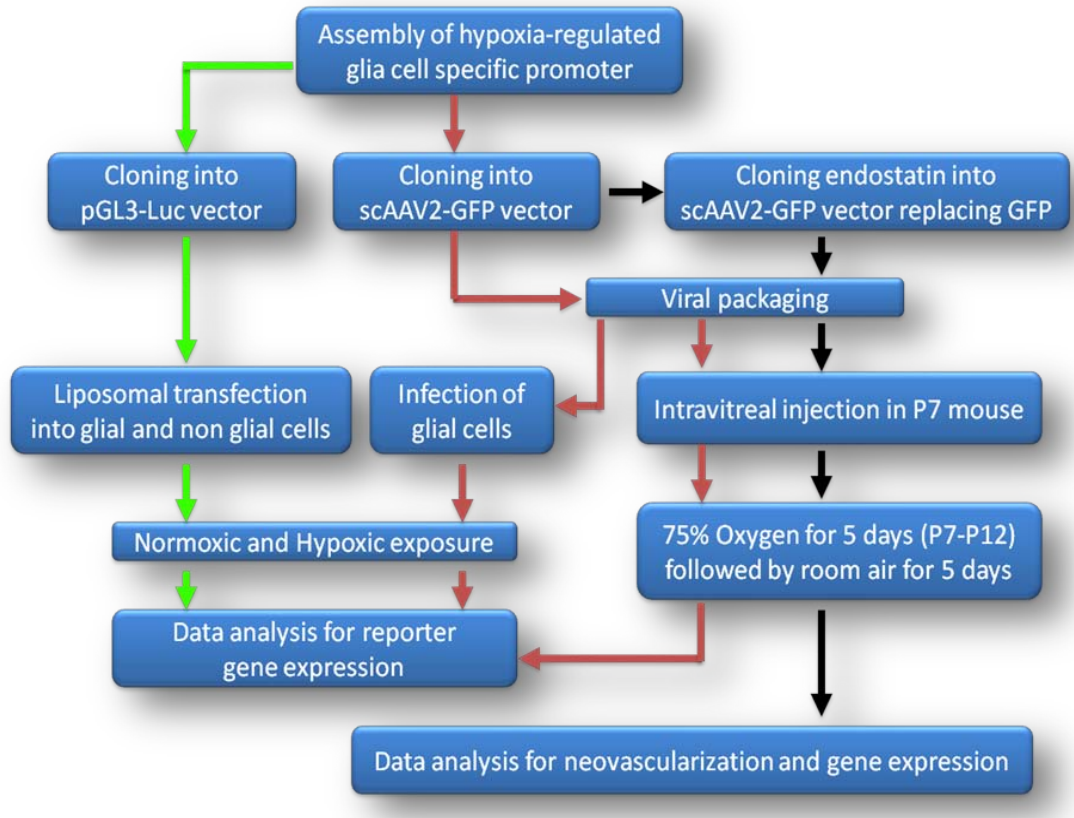 Assembly of hypoxia-regulated
glia cell specific promoter
Cloning into
pGL3-Luc vector
Cloning into
scAAV2-GFP vector
Cloning endostatin into
scAAV2-GFP vector replacing GFP
Viral packaging
Liposomal transfection
into glial and non glial cells
Infection of
glial cells
Intravitreal injection in P7 mouse
Normoxic and Hypoxic exposure
75% Oxygen for 5 days (P7-P12)
followed by room air for 5 days
Data analysis for reporter
gene expression
Data analysis for neovascularization and gene expression